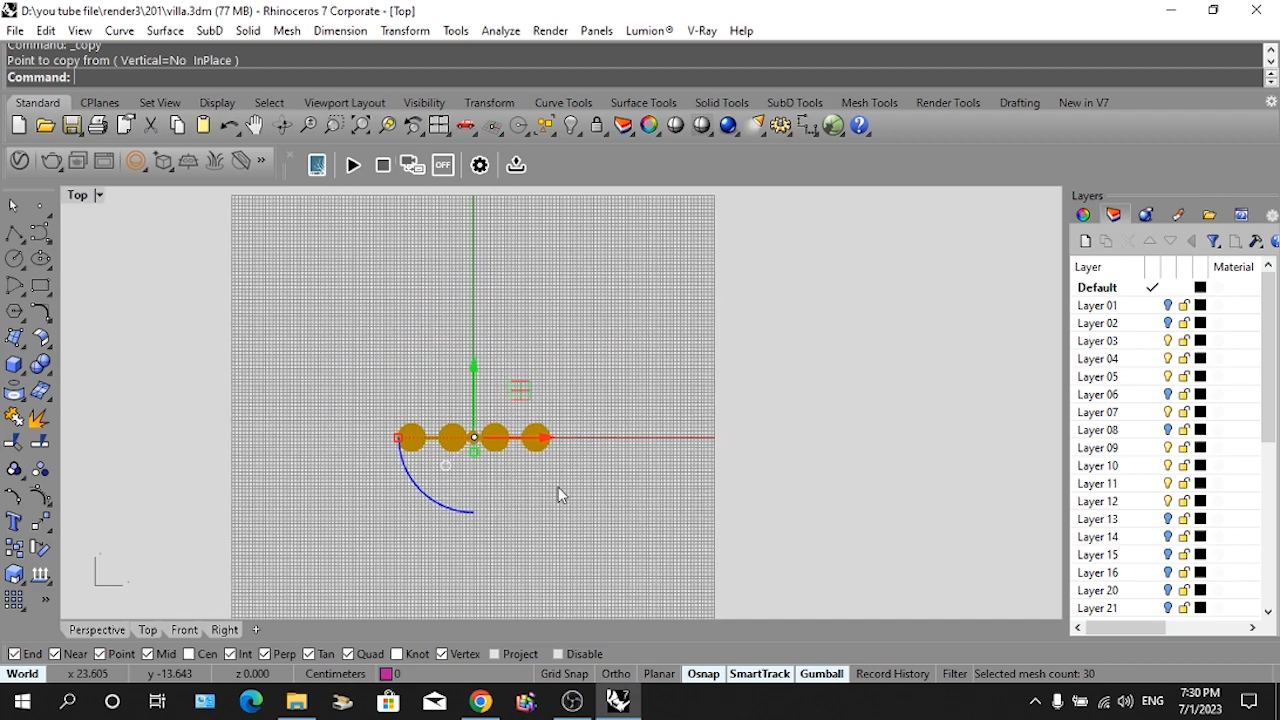 D:\you tube file\render3\201\villa.3dm (77 MB) - Rhinoceros 7 Corporate - [Top]
File Edit View Curve Surface SubD Solid Mesh Dimension Transform Tools Analyze Render Panels Lumion® V-Ray Help
Command: _copy
Point to copy from ( Vertical=No InPlace )
Command:
Standard CPlanes Set View Display Select Viewport Layout Visibility Transform Curve Tools Surface Tools Solid Tools SubD Tools Mesh Tools Render Tools Drafting New in V7
OFF
Top
Layers
Layer Material
Default
Layer 01
Layer 02
Layer 03
Layer 04
Layer 05
Layer 06
Layer 07
Layer 08
Layer 09
Layer 10
Layer 11
Layer 12
Layer 13
Layer 14
Layer 15
Layer 16
Layer 20
Layer 21
Perspective Top Front Right
End Near Point Mid Cen Int Perp Tan Quad Knot Vertex Project Disable
World x 23.605 y -13.643 z 0.000 Centimeters 0 Grid Snap Ortho Planar Osnap SmartTrack Gumball Record History Filter Selected mesh count: 30
ENG
7:30 PM
7/1/2023